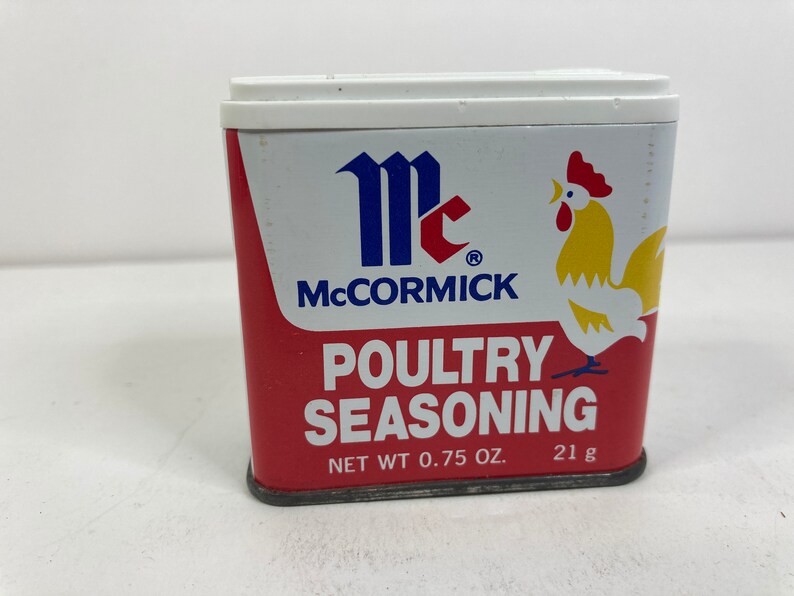 Mc
®
McCORMICK
POULTRY
SEASONING
NET WT 0.75 OZ. 21 g